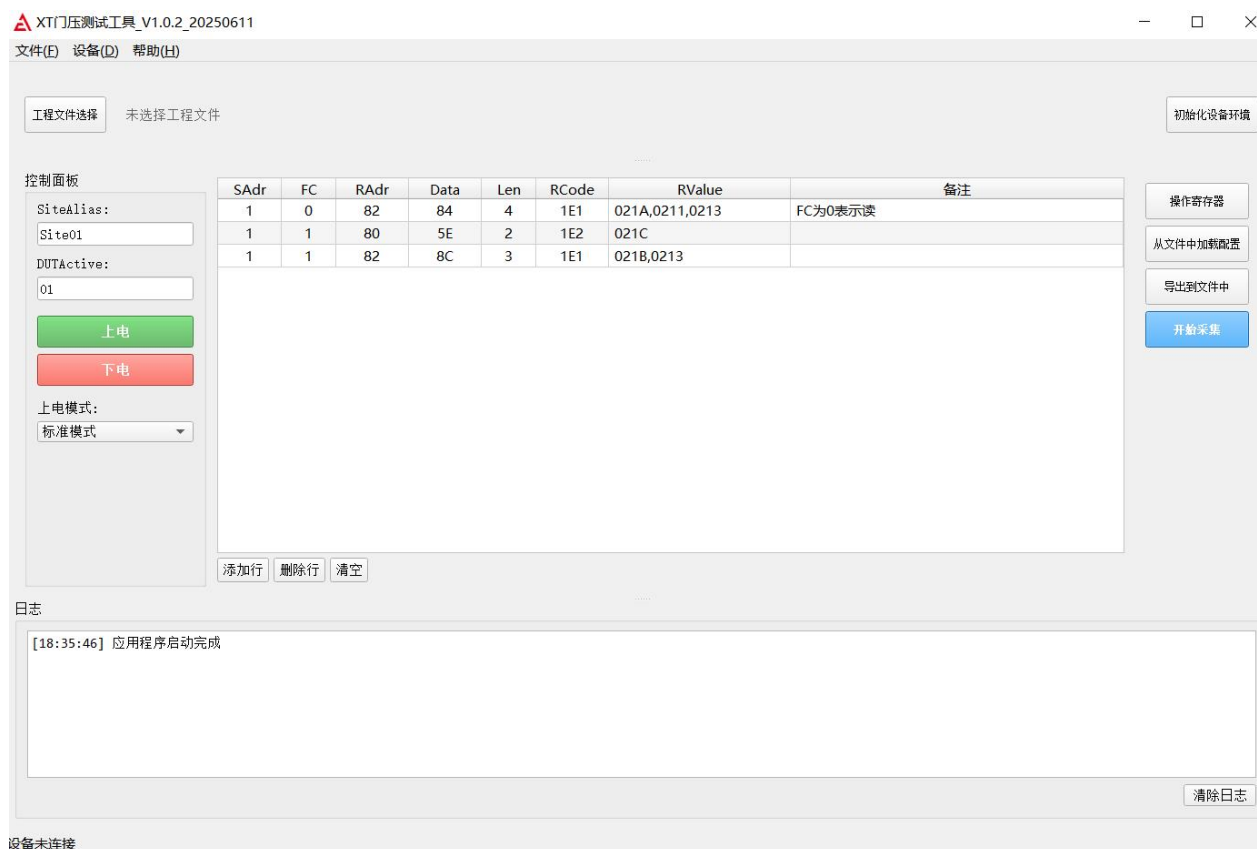 XT门压测试工具_V1.0.2_20250611
文件(F) 设备(D) 帮助(H)
工程文件选择 未选择工程文件 初始化设备环境
控制面板
SiteAlias:
Site01
DUTActive:
01
上电
下电
上电模式:
标准模式
SAdr FC RAdr Data Len RCode RValue 备注
1 0 82 84 4 1E1 021A,0211,0213 FC为0表示读
1 1 80 5E 2 1E2 021C
1 1 82 8C 3 1E1 021B,0213
添加行 删除行 清空
操作寄存器
从文件中加载配置
导出到文件中
开始采集
日志
[18:35:46] 应用程序启动完成
清除日志
设备未连接